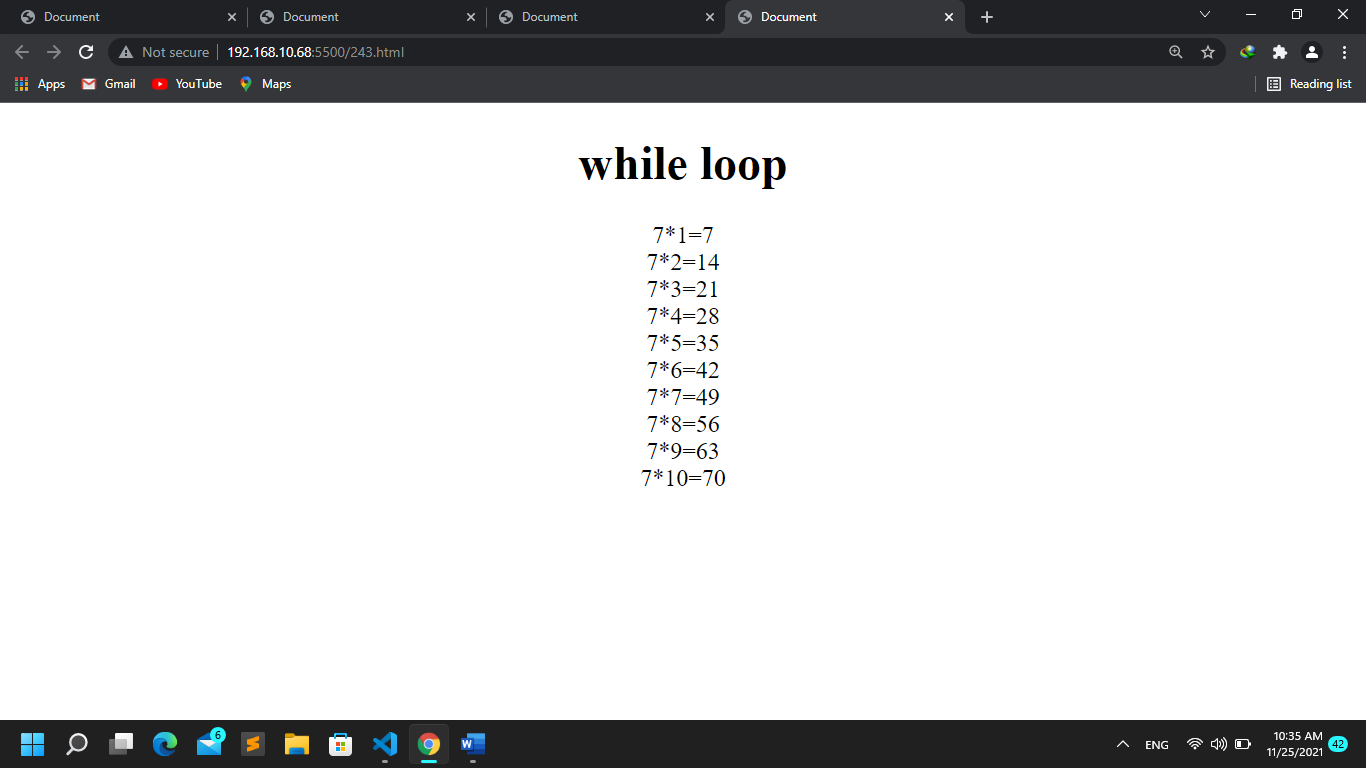 Document
Document
Document
Document
Not secure
192.168.10.68:5500/243.html
Apps
Gmail
YouTube
Maps
Reading list
while loop
7*1=7
7*2=14
7*3=21
7*4=28
7*5=35
7*6=42
7*7=49
7*8=56
7*9=63
7*10=70
6
W
ENG
10:35 AM
11/25/2021
42